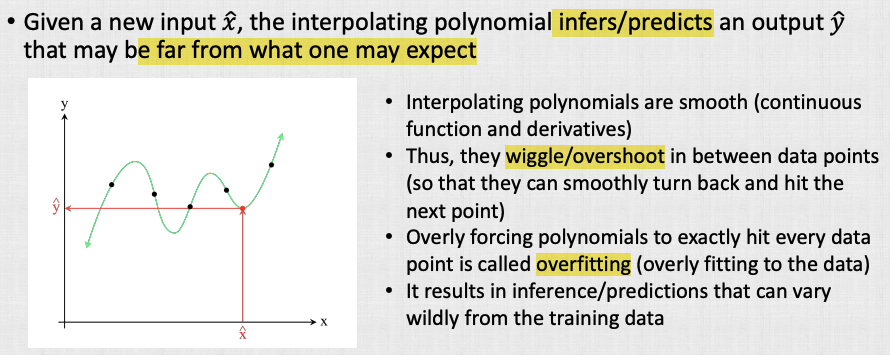 • Given a new input x̂, the interpolating polynomial infers/predicts an output ŷ
that may be far from what one may expect
y
ŷ
x
x̂
• Interpolating polynomials are smooth (continuous
function and derivatives)
• Thus, they wiggle/overshoot in between data points
(so that they can smoothly turn back and hit the
next point)
• Overly forcing polynomials to exactly hit every data
point is called overfitting (overly fitting to the data)
• It results in inference/predictions that can vary
wildly from the training data